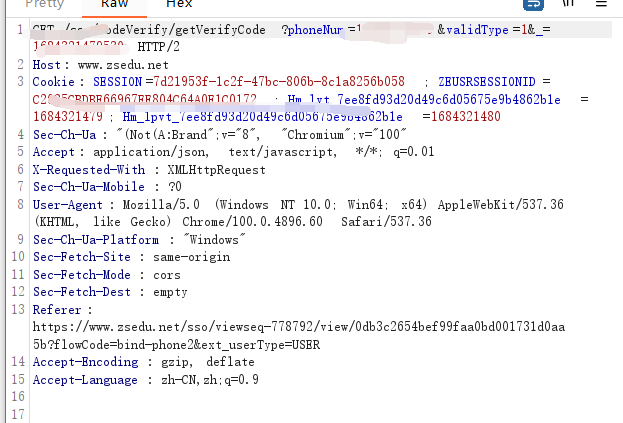 Pretty Raw Hex \n
1 GET odeVerify/getVerifyCode ?phoneNum &validType =1&_=
HTTP/2
2 Host : www.zsedu.net
3 Cookie : SESSION =7d21953f-1c2f-47bc-806b-8c1a8256b058 ; ZEUSRSESSIONID =
; Hm_lvt_7ee8fd93d20d49c6d05675e9b4862b1e =
1684321479 ; Hm_lpvt_7ee8fd93d20d49c6d05675e9b4862b1e =1684321480
4 Sec-Ch-Ua : "(Not(A:Brand";v="8", "Chromium";v="100"
5 Accept : application/json, text/javascript, */*; q=0.01
6 X-Requested-With : XMLHttpRequest
7 Sec-Ch-Ua-Mobile : ?0
8 User-Agent : Mozilla/5.0 (Windows NT 10.0; Win64; x64) AppleWebKit/537.36
(KHTML, like Gecko) Chrome/100.0.4896.60 Safari/537.36
9 Sec-Ch-Ua-Platform : "Windows"
10 Sec-Fetch-Site : same-origin
11 Sec-Fetch-Mode : cors
12 Sec-Fetch-Dest : empty
13 Referer :
https://www.zsedu.net/sso/viewseq-778792/view/0db3c2654bef99faa0bd001731d0aa
5b?flowCode=bind-phone2&ext_userType=USER
14 Accept-Encoding : gzip, deflate
15 Accept-Language : zh-CN,zh;q=0.9
16
17